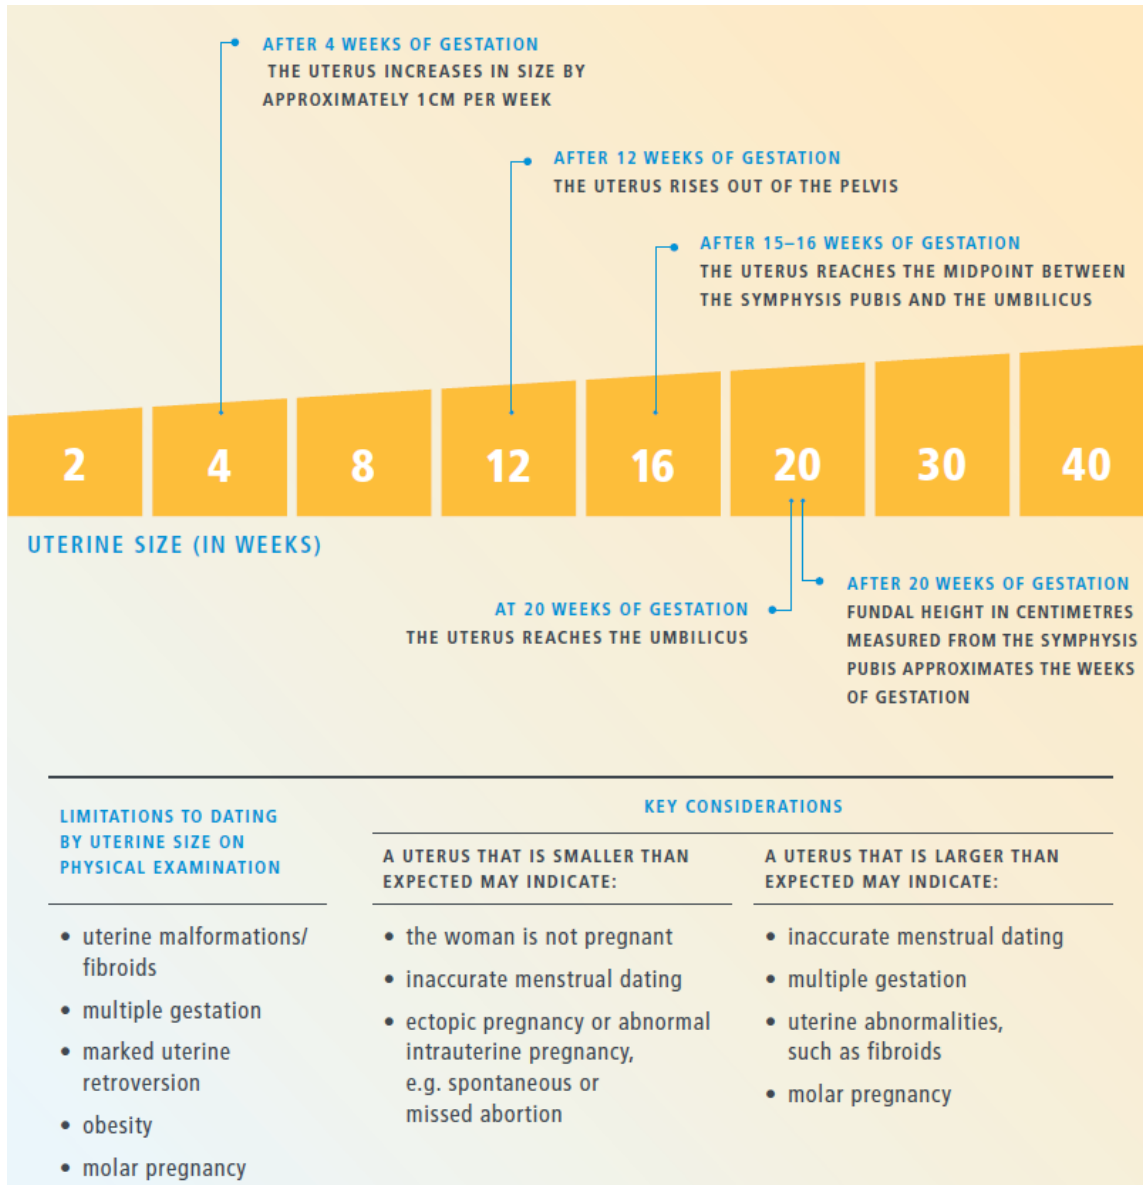 AFTER 4 WEEKS OF GESTATION
THE UTERUS INCREASES IN SIZE BY
APPROXIMATELY 1CM PER WEEK
AFTER 12 WEEKS OF GESTATION
THE UTERUS RISES OUT OF THE PELVIS
AFTER 15–16 WEEKS OF GESTATION
THE UTERUS REACHES THE MIDPOINT BETWEEN
THE SYMPHYSIS PUBIS AND THE UMBILICUS
2 4 8 12 16 20 30 40
UTERINE SIZE (IN WEEKS)
AT 20 WEEKS OF GESTATION
THE UTERUS REACHES THE UMBILICUS
AFTER 20 WEEKS OF GESTATION
FUNDAL HEIGHT IN CENTIMETRES
MEASURED FROM THE SYMPHYSIS
PUBIS APPROXIMATES THE WEEKS
OF GESTATION
LIMITATIONS TO DATING
BY UTERINE SIZE ON
PHYSICAL EXAMINATION
• uterine malformations/
fibroids
• multiple gestation
• marked uterine
retroversion
• obesity
• molar pregnancy
KEY CONSIDERATIONS
A UTERUS THAT IS SMALLER THAN
EXPECTED MAY INDICATE:
• the woman is not pregnant
• inaccurate menstrual dating
• ectopic pregnancy or abnormal
intrauterine pregnancy,
e.g. spontaneous or
missed abortion
A UTERUS THAT IS LARGER THAN
EXPECTED MAY INDICATE:
• inaccurate menstrual dating
• multiple gestation
• uterine abnormalities,
such as fibroids
• molar pregnancy